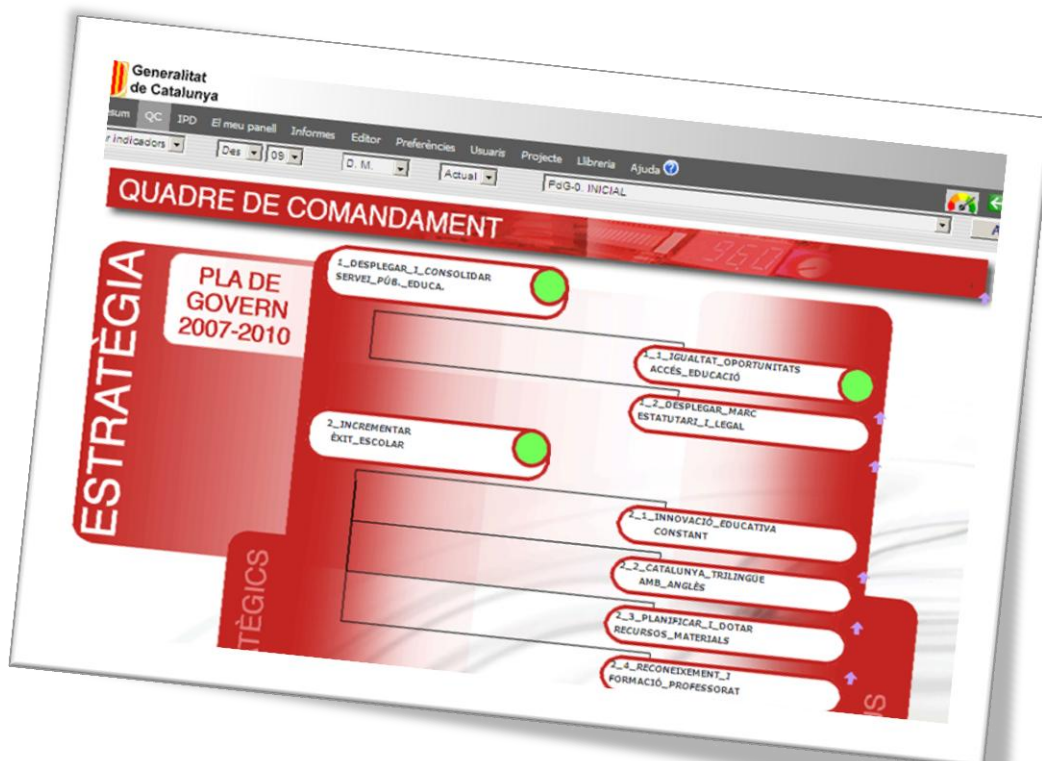 Generalitat
de Catalunya
sum QC IPD El meu panell Informes Editor Preferències Usuaris Projecte Llibreria Ajuda ?
r indicadors Des 09 D. M. Actual PdG-0. INICIAL
QUADRE DE COMANDAMENT
960
ESTRATÈGIA
PLA DE
GOVERN
2007-2010
1_DESPLEGAR_I_CONSOLIDAR
SERVEI_PÚB._EDUCA.
1_1_IGUALTAT_OPORTUNITATS
ACCÉS_EDUCACIÓ
1_2_DESPLEGAR_MARC
ESTATUTARI_I_LEGAL
2_INCREMENTAR
ÈXIT_ESCOLAR
2_1_INNOVACIÓ_EDUCATIVA
CONSTANT
2_2_CATALUNYA_TRILINGÜE
AMB_ANGLÈS
2_3_PLANIFICAR_I_DOTAR
RECURSOS_MATERIALS
2_4_RECONEIXEMENT_I
FORMACIÓ_PROFESSORAT
TÈGICS
US